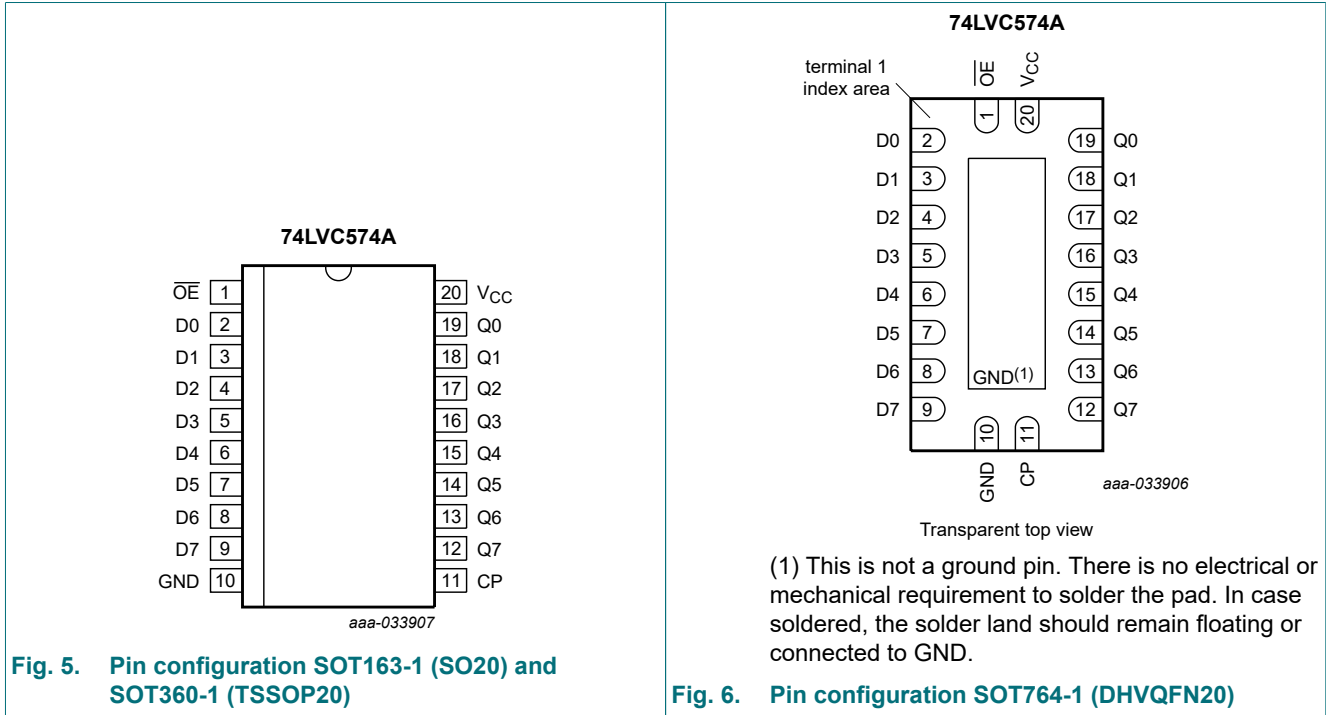 74LVC574A
OE 1 20 VCC
D0 2 19 Q0
D1 3 18 Q1
D2 4 17 Q2
D3 5 16 Q3
D4 6 15 Q4
D5 7 14 Q5
D6 8 13 Q6
D7 9 12 Q7
GND 10 11 CP
aaa-033907
Fig. 5. Pin configuration SOT163-1 (SO20) and
SOT360-1 (TSSOP20)
74LVC574A
terminal 1
index area
OE VCC
1 20
D0 2 19 Q0
D1 3 18 Q1
D2 4 17 Q2
D3 5 16 Q3
D4 6 15 Q4
D5 7 14 Q5
D6 8 GND(1) 13 Q6
D7 9 12 Q7
10 11
GND CP
aaa-033906
Transparent top view
(1) This is not a ground pin. There is no electrical or
mechanical requirement to solder the pad. In case
soldered, the solder land should remain floating or
connected to GND.
Fig. 6. Pin configuration SOT764-1 (DHVQFN20)